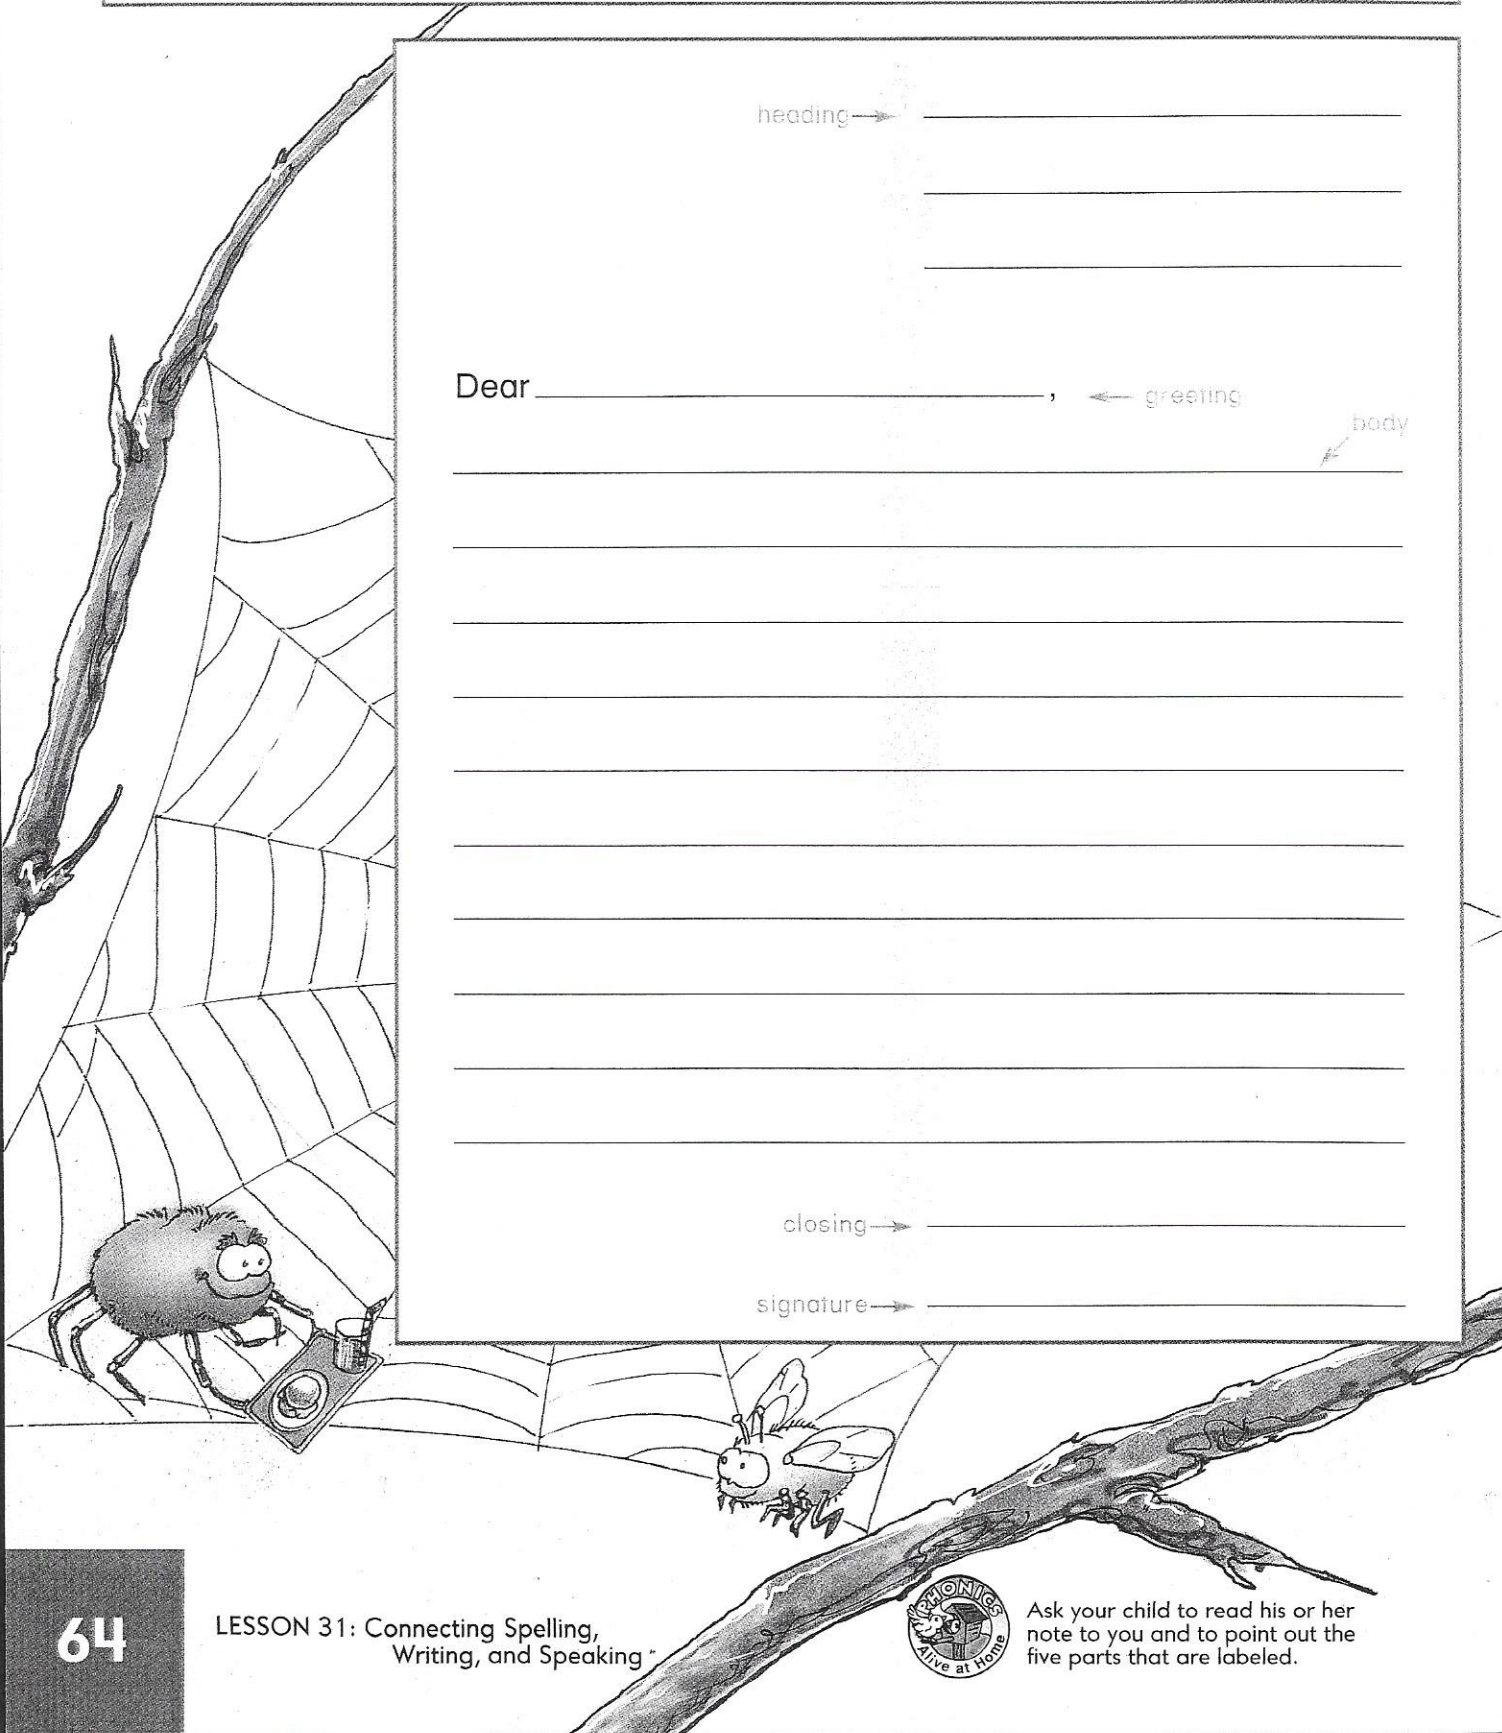 heading
Dear ,
greeting
body
closing
signature
64
LESSON 31: Connecting Spelling,
Writing, and Speaking
PHONICS
Alive at Home
Ask your child to read his or her
note to you and to point out the
five parts that are labeled.